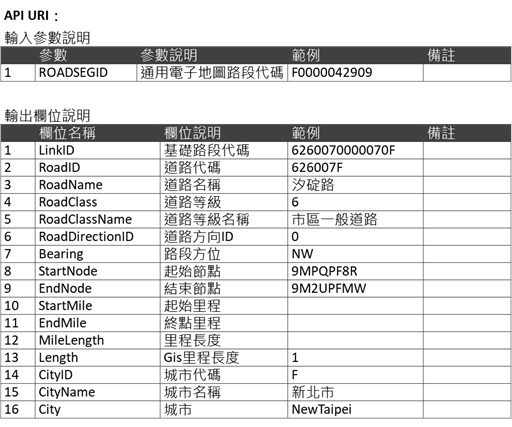 API URI：
輸入參數說明
參數 參數說明 範例 備註
1 ROADSEGID 通用電子地圖路段代碼 F0000042909
輸出欄位說明
欄位名稱 欄位說明 範例 備註
1 LinkID 基礎路段代碼 6260070000070F
2 RoadID 道路代碼 626007F
3 RoadName 道路名稱 汐碇路
4 RoadClass 道路等級 6
5 RoadClassName 道路等級名稱 市區一般道路
6 RoadDirectionID 道路方向ID 0
7 Bearing 路段方位 NW
8 StartNode 起始節點 9MPQPF8R
9 EndNode 結束節點 9M2UPFMW
10 StartMile 起始里程
11 EndMile 終點里程
12 MileLength 里程長度
13 Length Gis里程長度 1
14 CityID 城市代碼 F
15 CityName 城市名稱 新北市
16 City 城市 NewTaipei